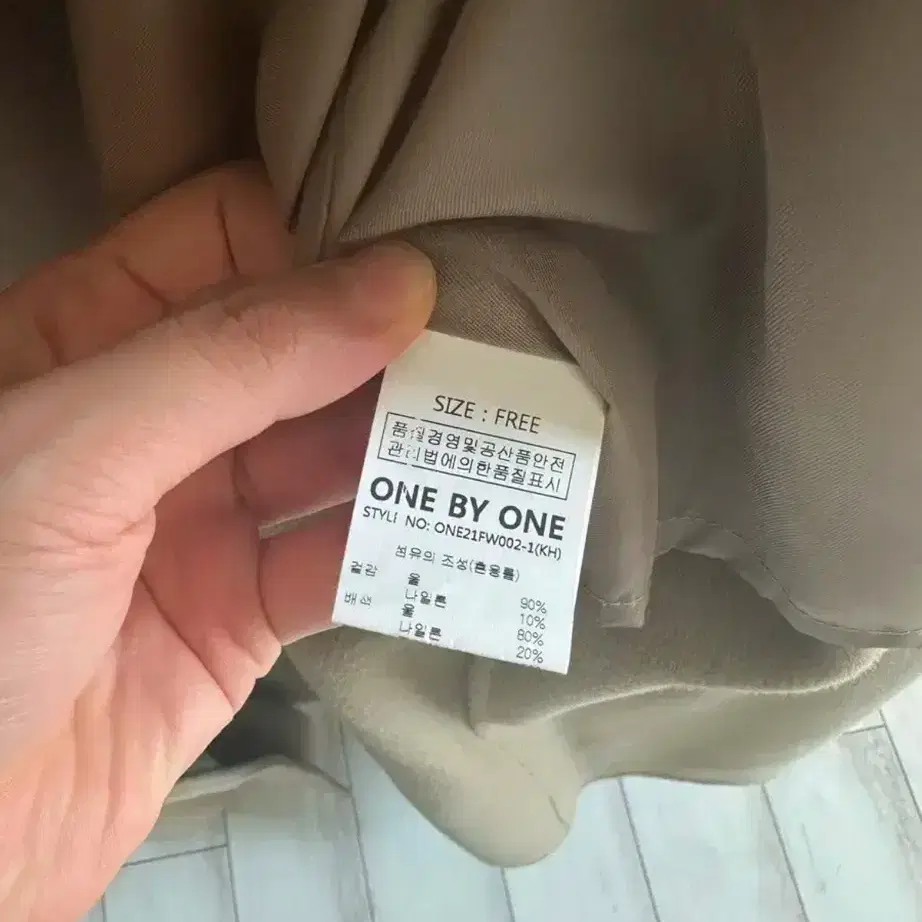 SIZE : FREE
품질경영및공산품안전
관리법에의한품질표시
ONE BY ONE
STYLE NO: ONE21FW002-1(KH)
섬유의 조성(혼용률)
겉감 울 90%
나일론 10%
배색 울 80%
나일론 20%